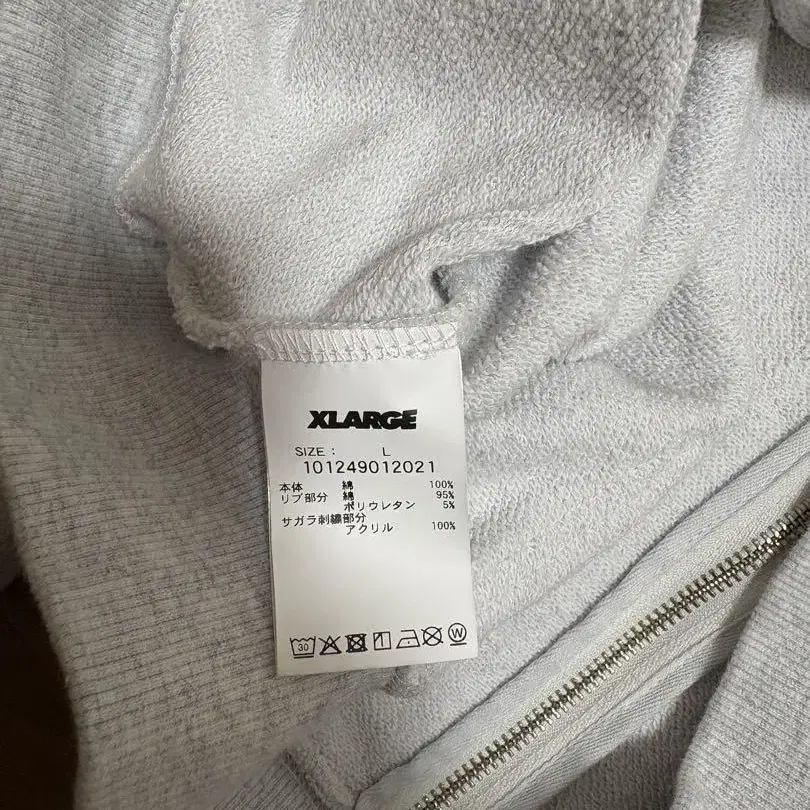 XLARGE
SIZE : L
101249012021
本体 綿 100%
リブ部分 綿 95%
ポリウレタン 5%
サガラ刺繍部分
アクリル 100%
30 W